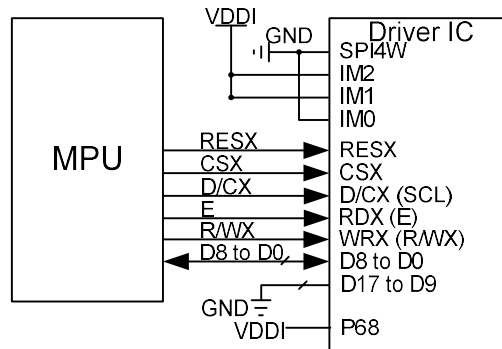 VDDI
Driver IC
GND
SPI4W
IM2
IM1
IM0
MPU
RESX
RESX
CSX
CSX
D/CX
D/CX (SCL)
E
RDX (E)
R/WX
WRX (R/WX)
D8 to D0
D8 to D0
D17 to D9
GND
VDDI
P68